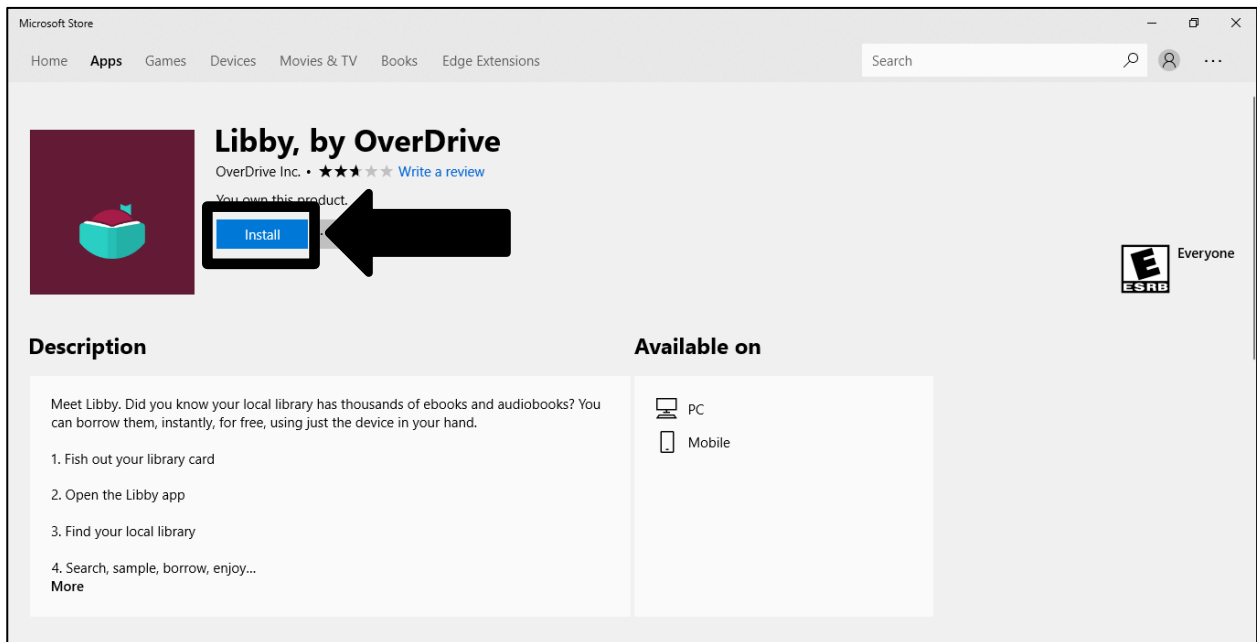 Microsoft Store
Home Apps Games Devices Movies & TV Books Edge Extensions Search
Libby, by OverDrive
OverDrive Inc. • Write a review
You own this product.
Install
E
ESRB
Everyone
Description
Available on
Meet Libby. Did you know your local library has thousands of ebooks and audiobooks? You
can borrow them, instantly, for free, using just the device in your hand.
1. Fish out your library card
2. Open the Libby app
3. Find your local library
4. Search, sample, borrow, enjoy...
More
PC
Mobile